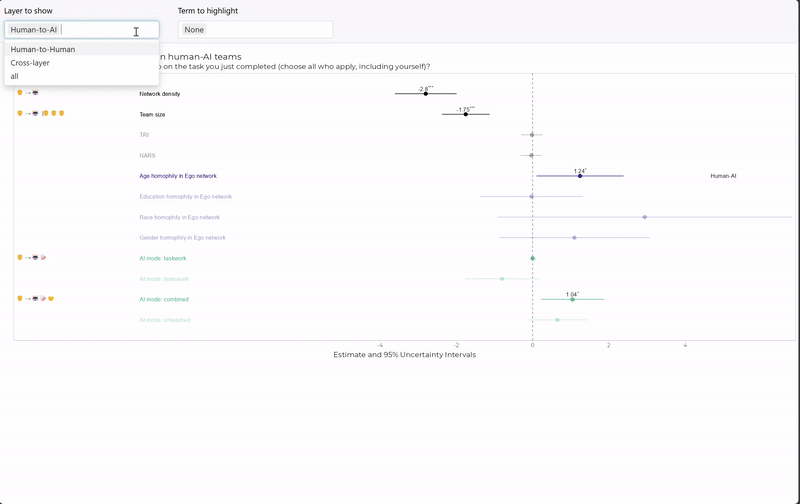 Layer to show
Term to highlight
Human-to-AI
None
Human-to-Human
Cross-layer
all
n human-AI teams
on the task you just completed (choose all who apply, including yourself)?
Network density
-2.8***
Team size
-1.75***
TRI
NARS
Age homophily in Ego network
1.24*
Human-AI
Education homophily in Ego network
Race homophily in Ego network
Gender homophily in Ego network
AI mode: taskwork
AI mode: teamwork
AI mode: combined
1.04*
-4
-2
0
2
4
Estimate and 95% Uncertainty Intervals